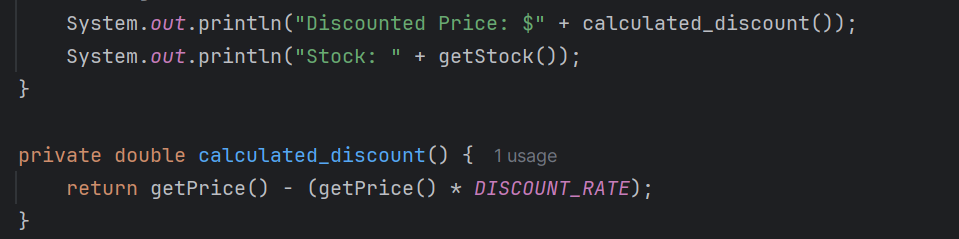 System.out.println("Discounted Price: $" + calculated_discount());
System.out.println("Stock: " + getStock());
}
private double calculated_discount() { 1 usage
return getPrice() - (getPrice() * DISCOUNT_RATE);
}